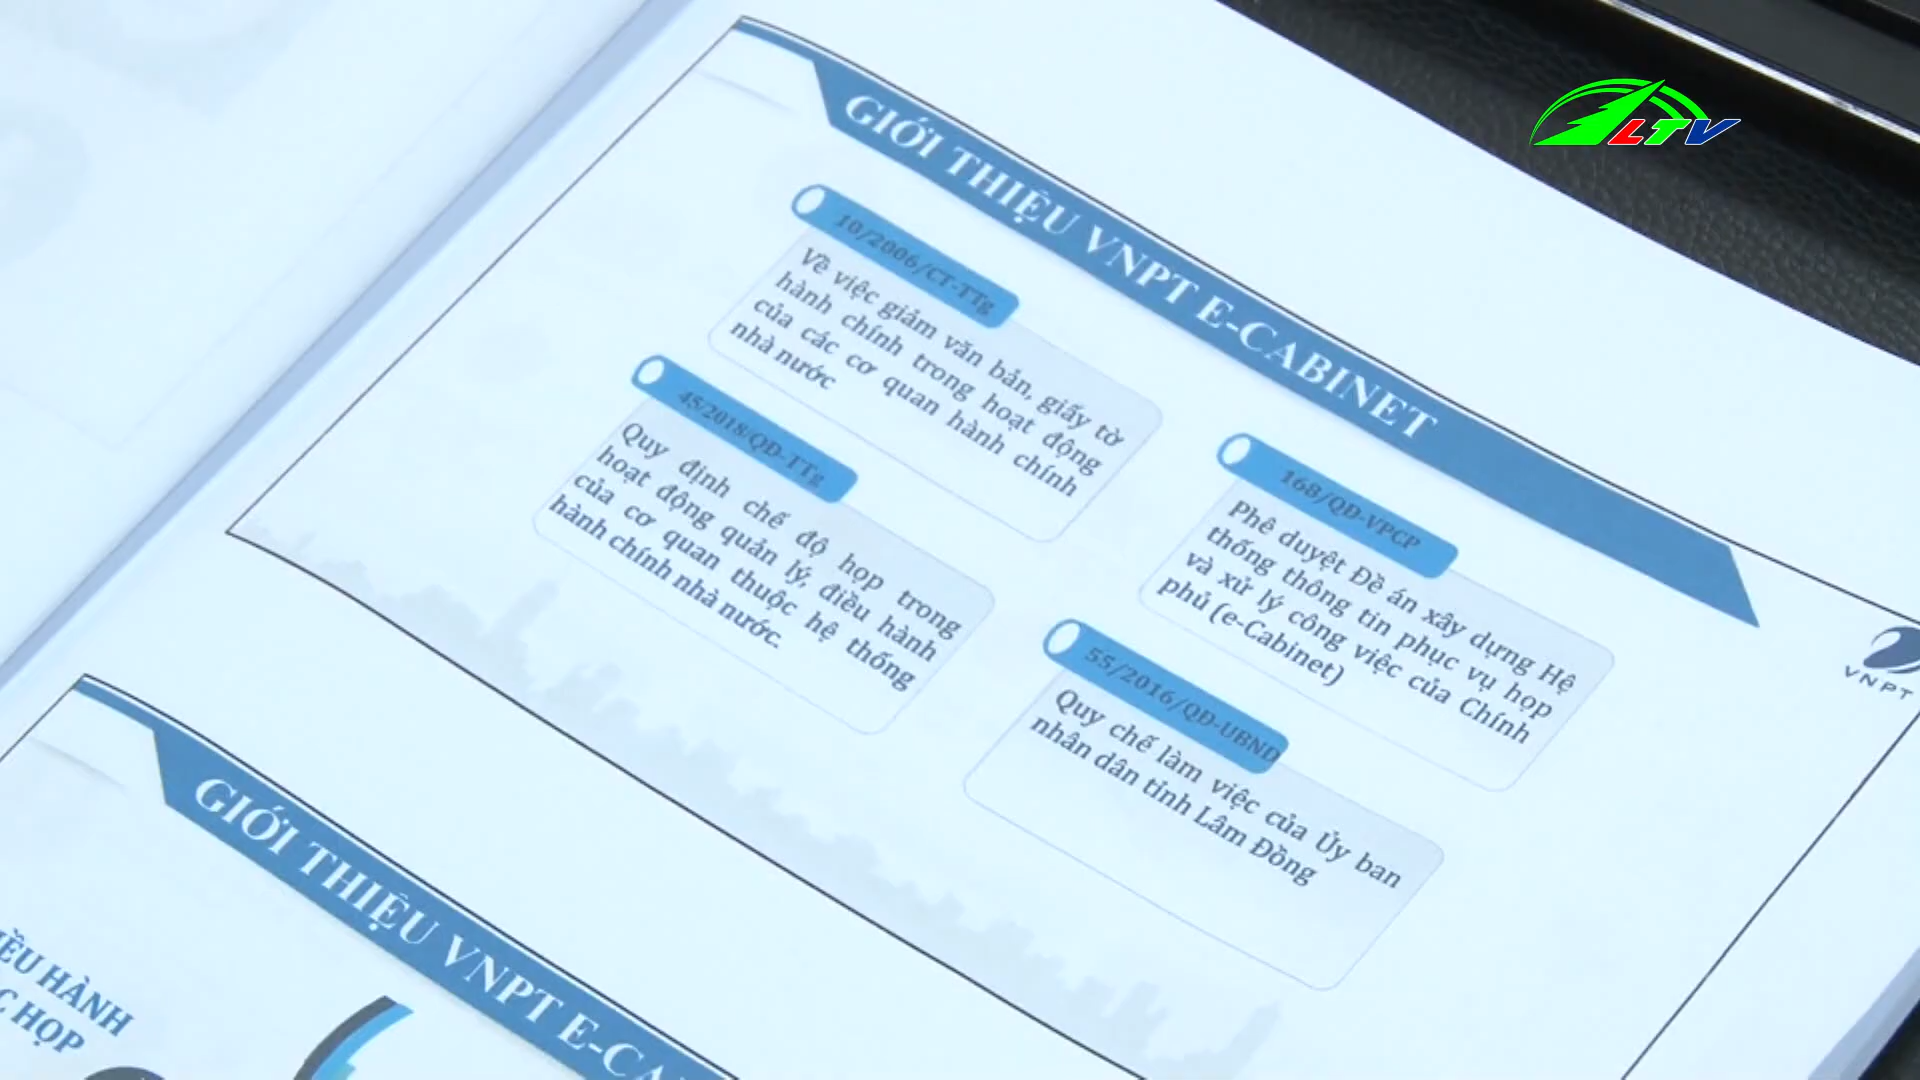 LTV
GIỚI THIỆU VNPT E-CABINET
10/2006/CT-TTg
Về việc giảm văn bản, giấy tờ
hành chính trong hoạt động
của các cơ quan hành chính
nhà nước
45/2018/QĐ-TTg
Quy định chế độ họp trong
hoạt động quản lý, điều hành
của cơ quan thuộc hệ thống
hành chính nhà nước.
168/QĐ-VPCP
Phê duyệt Đề án xây dựng Hệ
thống thông tin phục vụ họp
và xử lý công việc của Chính
phủ (e-Cabinet)
55/2016/QĐ-UBND
Quy chế làm việc của Ủy ban
nhân dân tỉnh Lâm Đồng
VNPT
GIỚI THIỆU VNPT E-CA
HÀNH
HỌP